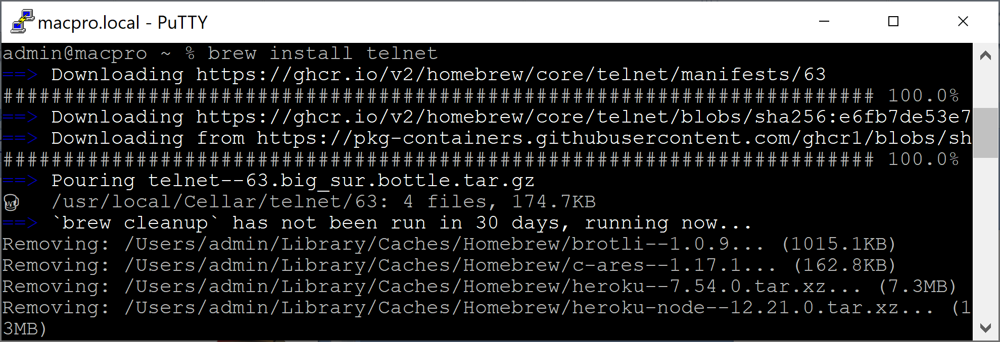 macpro.local - PuTTY
admin@macpro ~ % brew install telnet
==> Downloading https://ghcr.io/v2/homebrew/core/telnet/manifests/63
######################################################################## 100.0%
==> Downloading https://ghcr.io/v2/homebrew/core/telnet/blobs/sha256:e6fb7de53e7
==> Downloading from https://pkg-containers.githubusercontent.com/ghcr1/blobs/sh
######################################################################## 100.0%
==> Pouring telnet--63.big_sur.bottle.tar.gz
🍺  /usr/local/Cellar/telnet/63: 4 files, 174.7KB
==> `brew cleanup` has not been run in 30 days, running now...
Removing: /Users/admin/Library/Caches/Homebrew/brotli--1.0.9... (1015.1KB)
Removing: /Users/admin/Library/Caches/Homebrew/c-ares--1.17.1... (162.8KB)
Removing: /Users/admin/Library/Caches/Homebrew/heroku--7.54.0.tar.xz... (7.3MB)
Removing: /Users/admin/Library/Caches/Homebrew/heroku-node--12.21.0.tar.xz... (1
3MB)